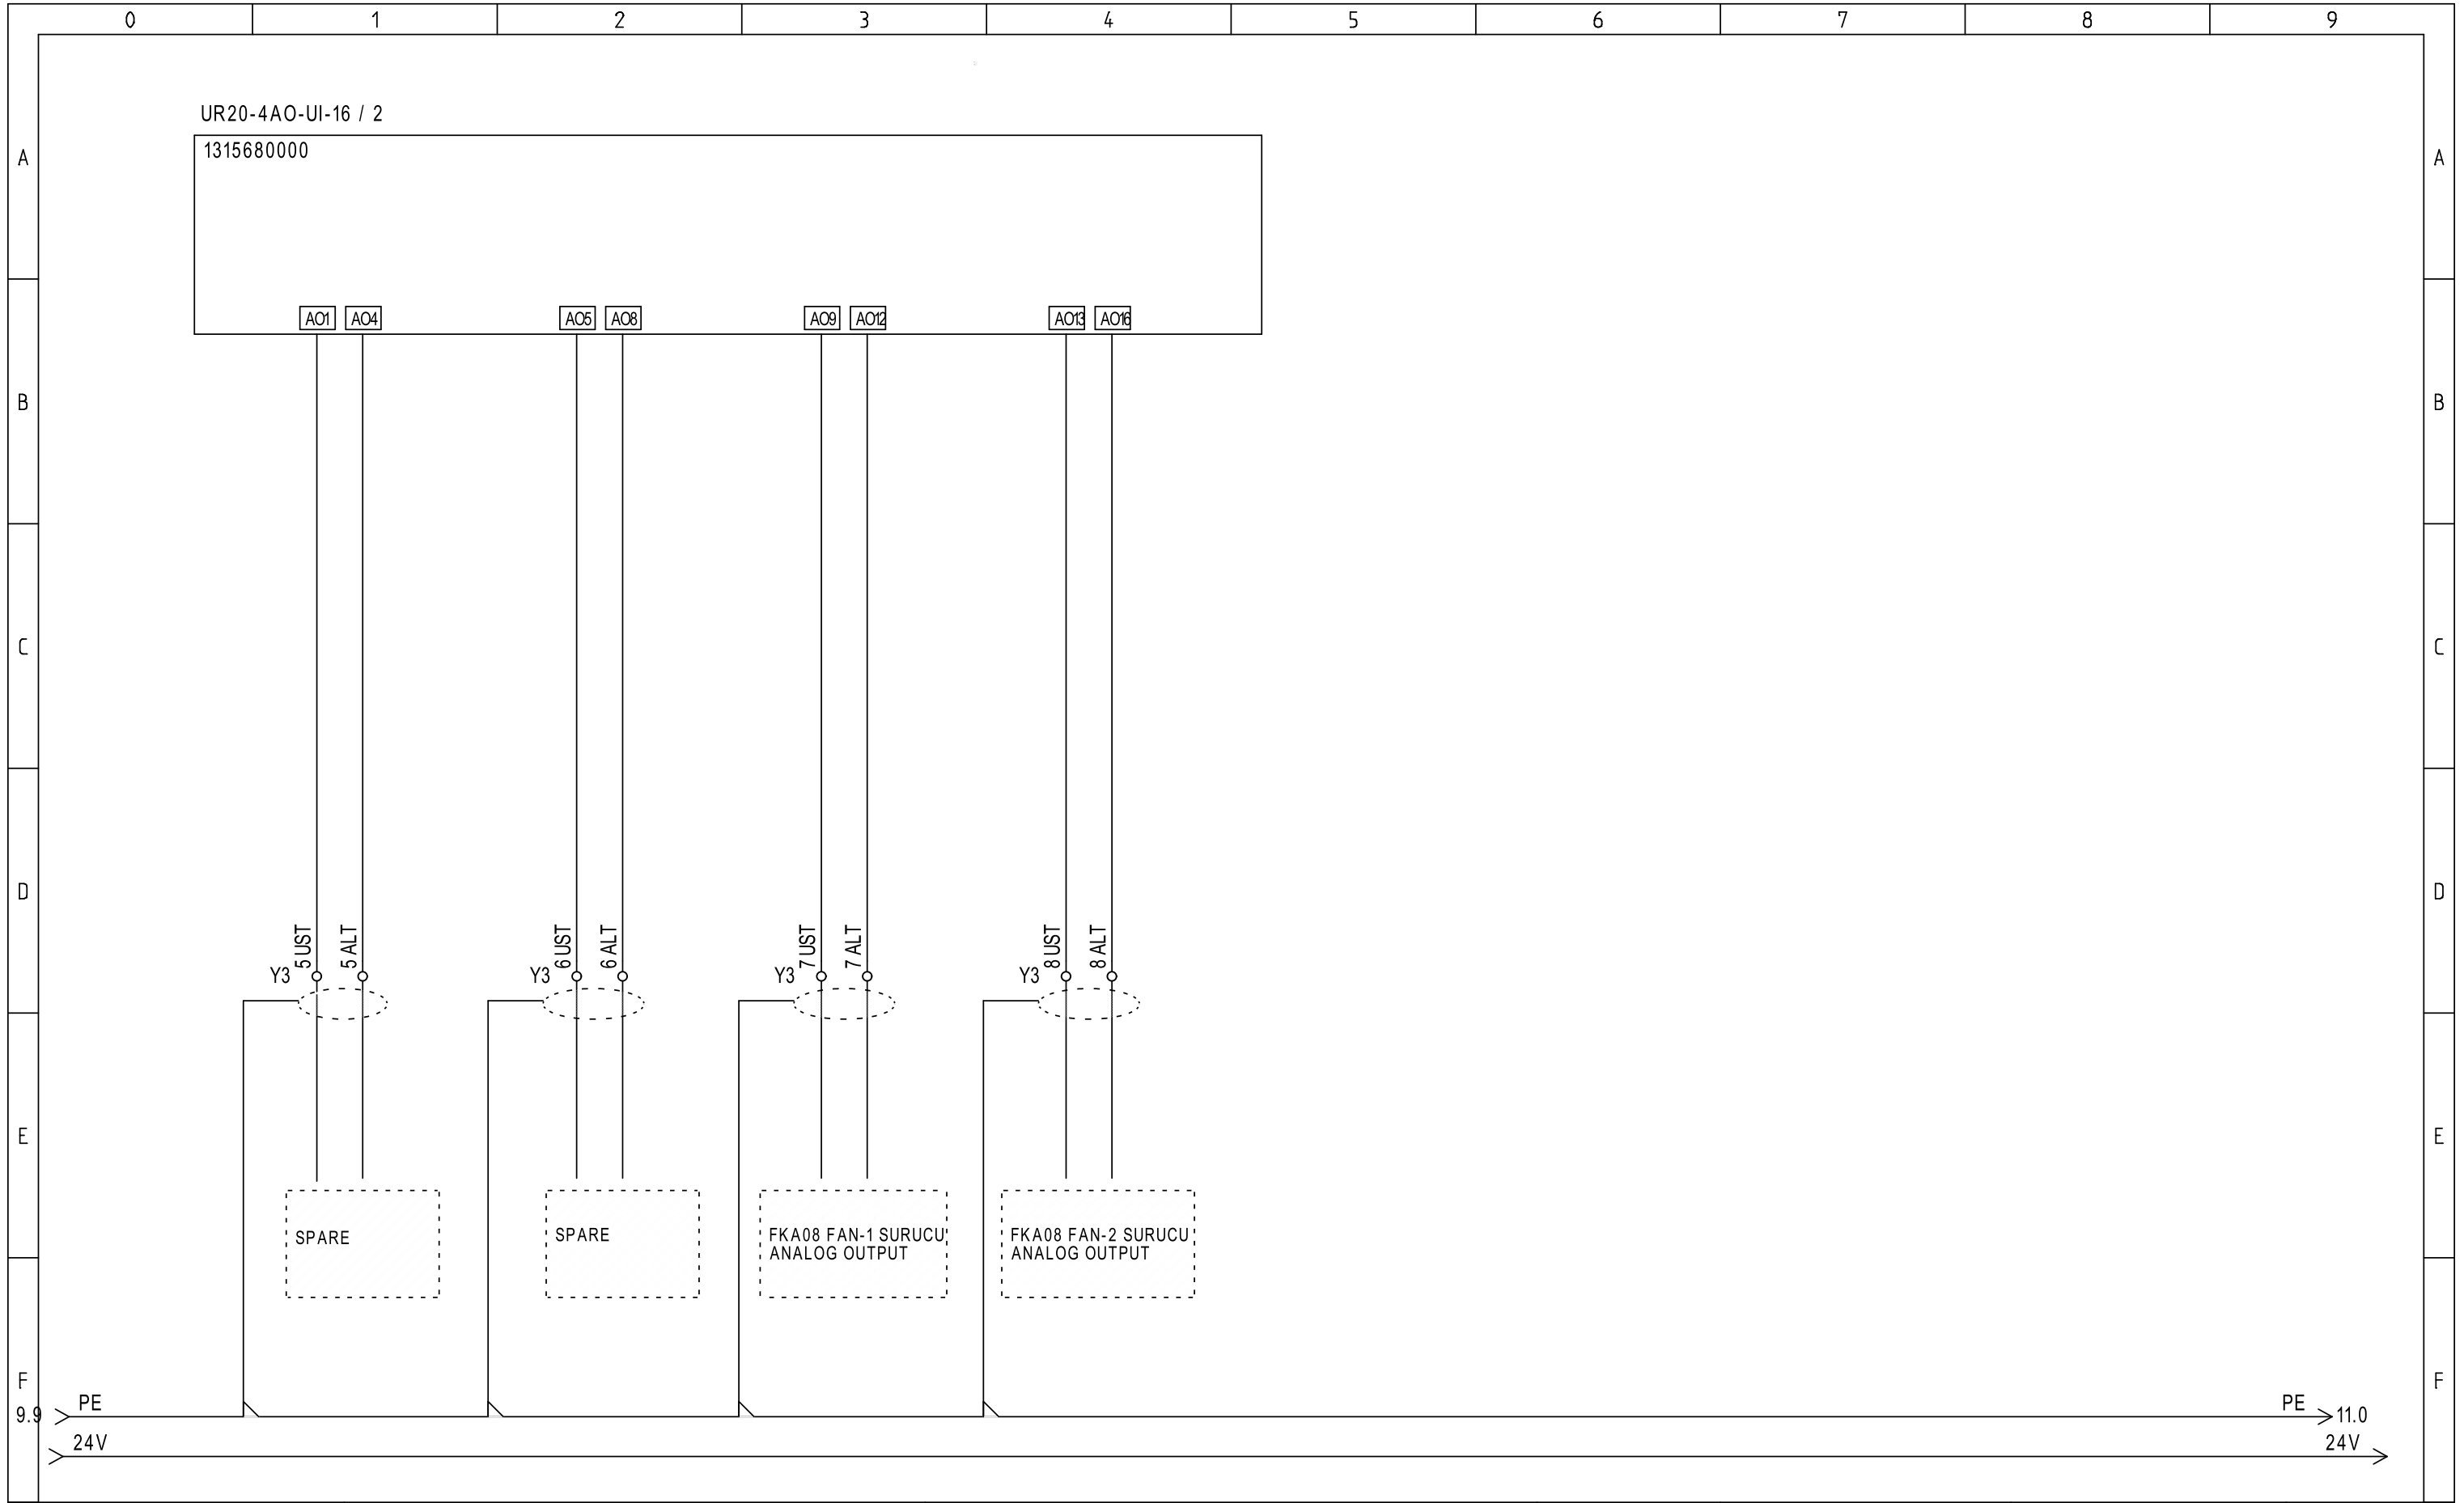 0 1 2 3 4 5 6 7 8 9
UR20-4AO-UI-16 / 2
1315680000
A A
AO1 AO4 AO5 AO8 AO9 AO12 AO13 AO16
B B
C C
D D
5 UST 5 ALT 6 UST 6 ALT 7 UST 7 ALT 8 UST 8 ALT
Y3 Y3 Y3 Y3
E E
SPARE
SPARE
FKA08 FAN-1 SURUCU
ANALOG OUTPUT
FKA08 FAN-2 SURUCU
ANALOG OUTPUT
F F
PE PE
9.9 11.0
24V 24V